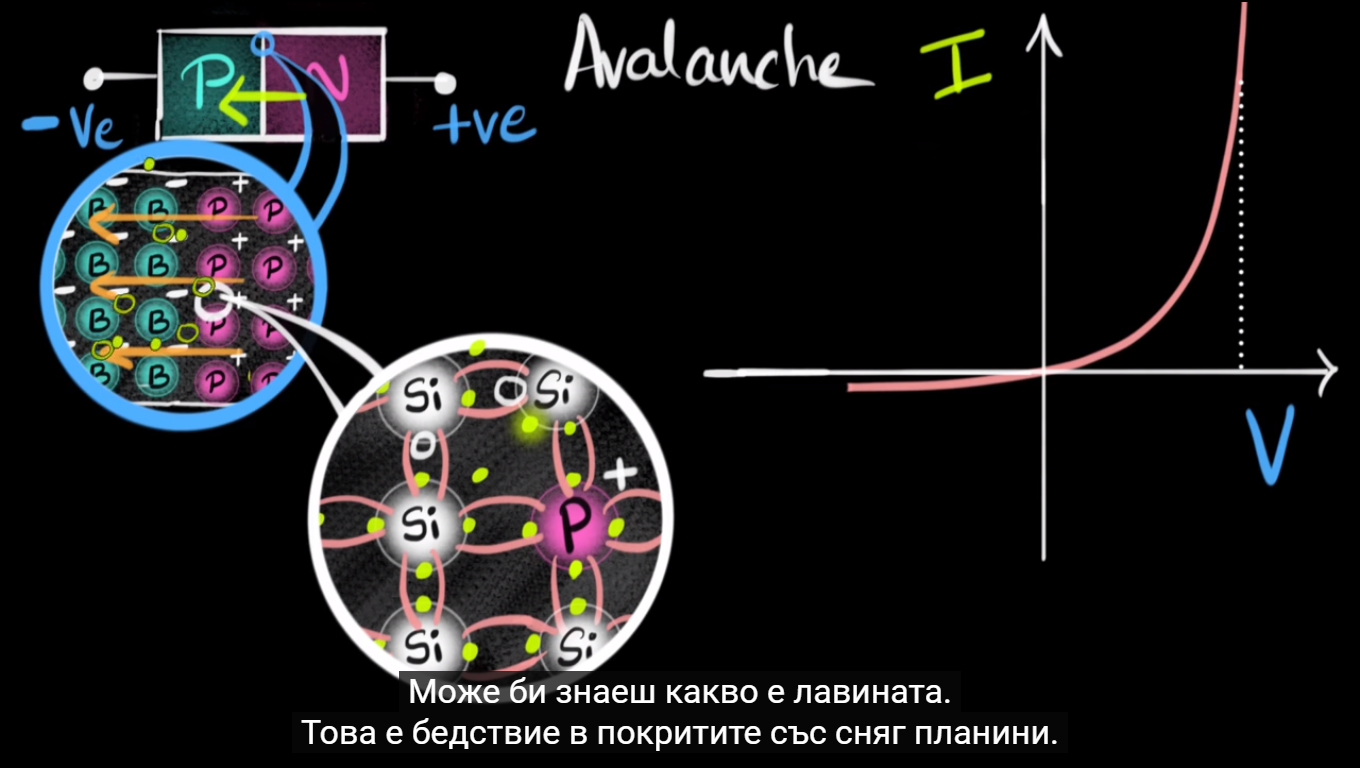 P N
Avalanche
I
-ve
+ve
B B P P
B B P P
B B P P
B B P P
Si Si
Si P
Si Si
+
V
Може би знаеш какво е лавината.
Това е бедствие в покритите със сняг планини.